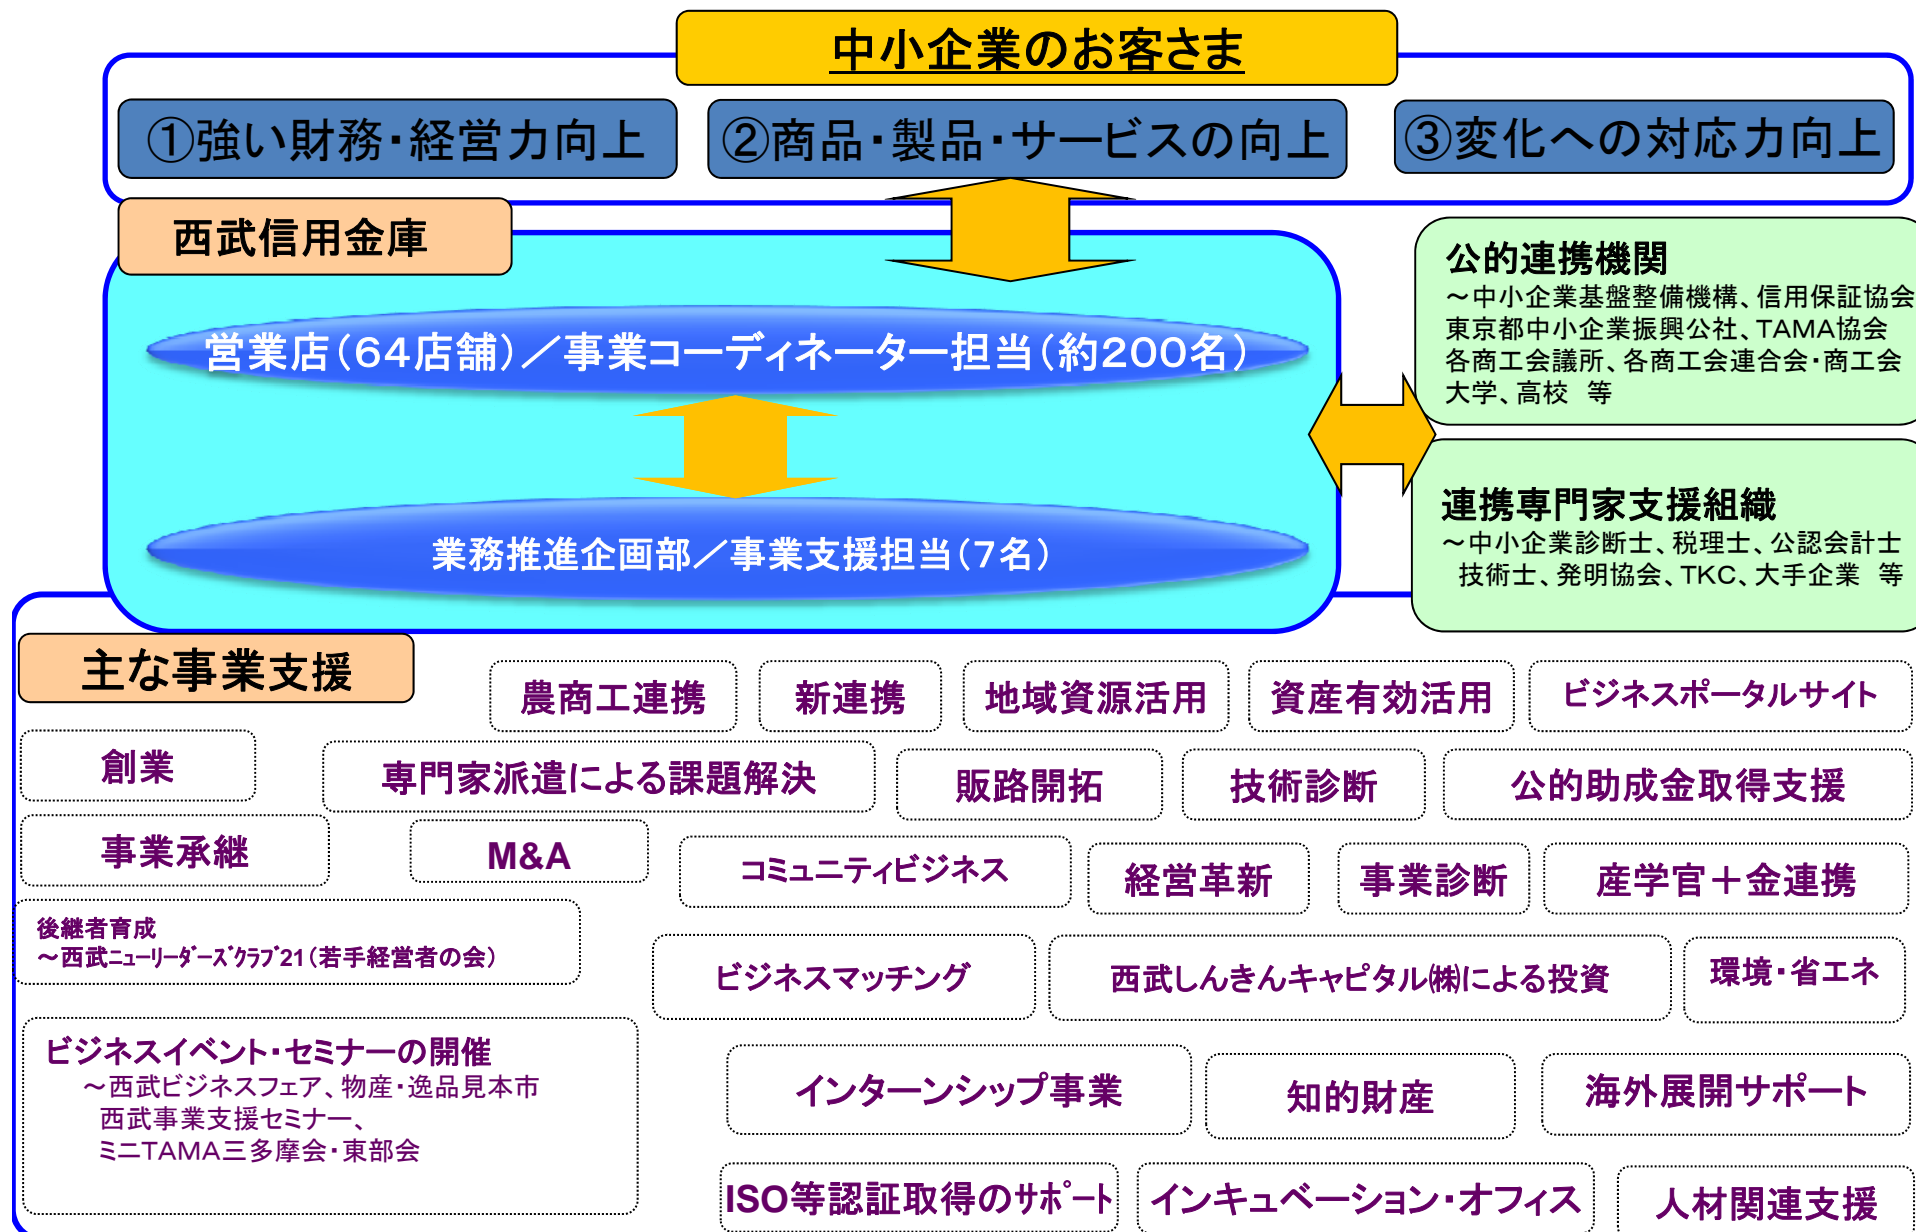 中小企業のお客さま
①強い財務・経営力向上
②商品・製品・サービスの向上
③変化への対応力向上
西武信用金庫
営業店(64店舗)/事業コーディネーター担当(約200名)
業務推進企画部/事業支援担当(7名)
公的連携機関
~中小企業基盤整備機構、信用保証協会
東京都中小企業振興公社、TAMA協会
各商工会議所、各商工会連合会・商工会
大学、高校 等
連携専門家支援組織
~中小企業診断士、税理士、公認会計士
技術士、発明協会、TKC、大手企業 等
主な事業支援
農商工連携
新連携
地域資源活用
資産有効活用
ビジネスポータルサイト
創業
専門家派遣による課題解決
販路開拓
技術診断
公的助成金取得支援
事業承継
M&A
コミュニティビジネス
経営革新
事業診断
産学官+金連携
後継者育成
~西武ニューリーダーズクラブ21(若手経営者の会)
ビジネスマッチング
西武しんきんキャピタル㈱による投資
環境・省エネ
ビジネスイベント・セミナーの開催
~西武ビジネスフェア、物産・逸品見本市
西武事業支援セミナー、
ミニTAMA三多摩会・東部会
インターンシップ事業
知的財産
海外展開サポート
ISO等認証取得のサポート
インキュベーション・オフィス
人材関連支援